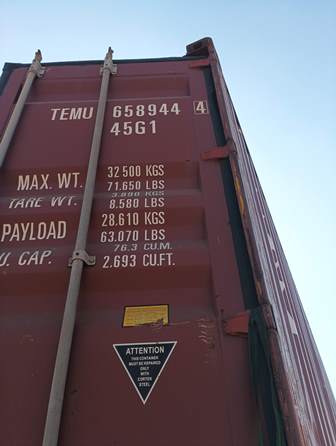 TEMU 658944 4
45G1
MAX. WT. 32 500 KGS
71.650 LBS
TARE WT. 3.890 KGS
8.580 LBS
PAYLOAD 28.610 KGS
63.070 LBS
U. CAP. 76.3 CU.M.
2.693 CU.FT.
ATTENTION
THIS CONTAINER
MUST BE REPAIRED
ONLY
WITH
CORTEN
STEEL